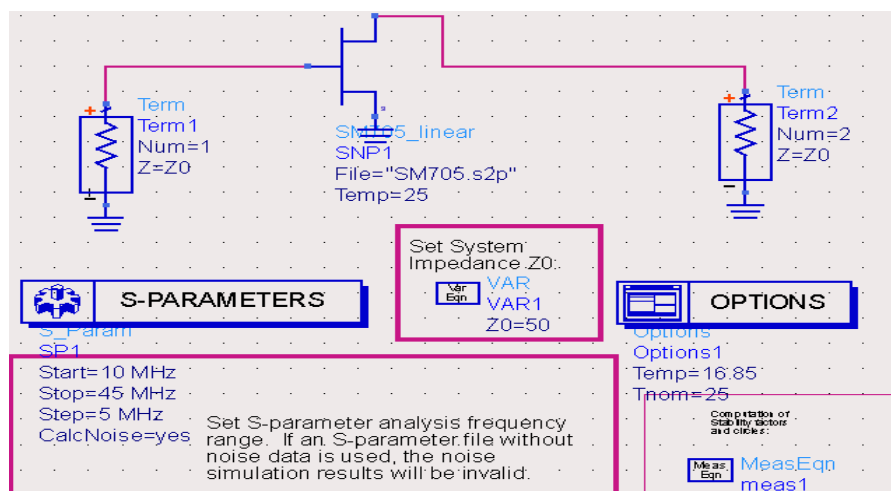 Term
Term1
Num=1
Z=Z0
SM705_linear
SNP1
File="SM705.s2p"
Temp=25
Term
Term2
Num=2
Z=Z0
Set System
Impedance Z0:
Var
Eqn
VAR
VAR1
Z0=50
S-PARAMETERS
S_Param
SP1
Start=10 MHz
Stop=45 MHz
Step=5 MHz
CalcNoise=yes
OPTIONS
Options
Options1
Temp=16.85
Tnom=25
Set S-parameter analysis frequency
range. If an S-parameter file without
noise data is used, the noise
simulation results will be invalid.
Computation of
Stability factors
and circles:
Meas
Eqn
MeasEqn
meas1